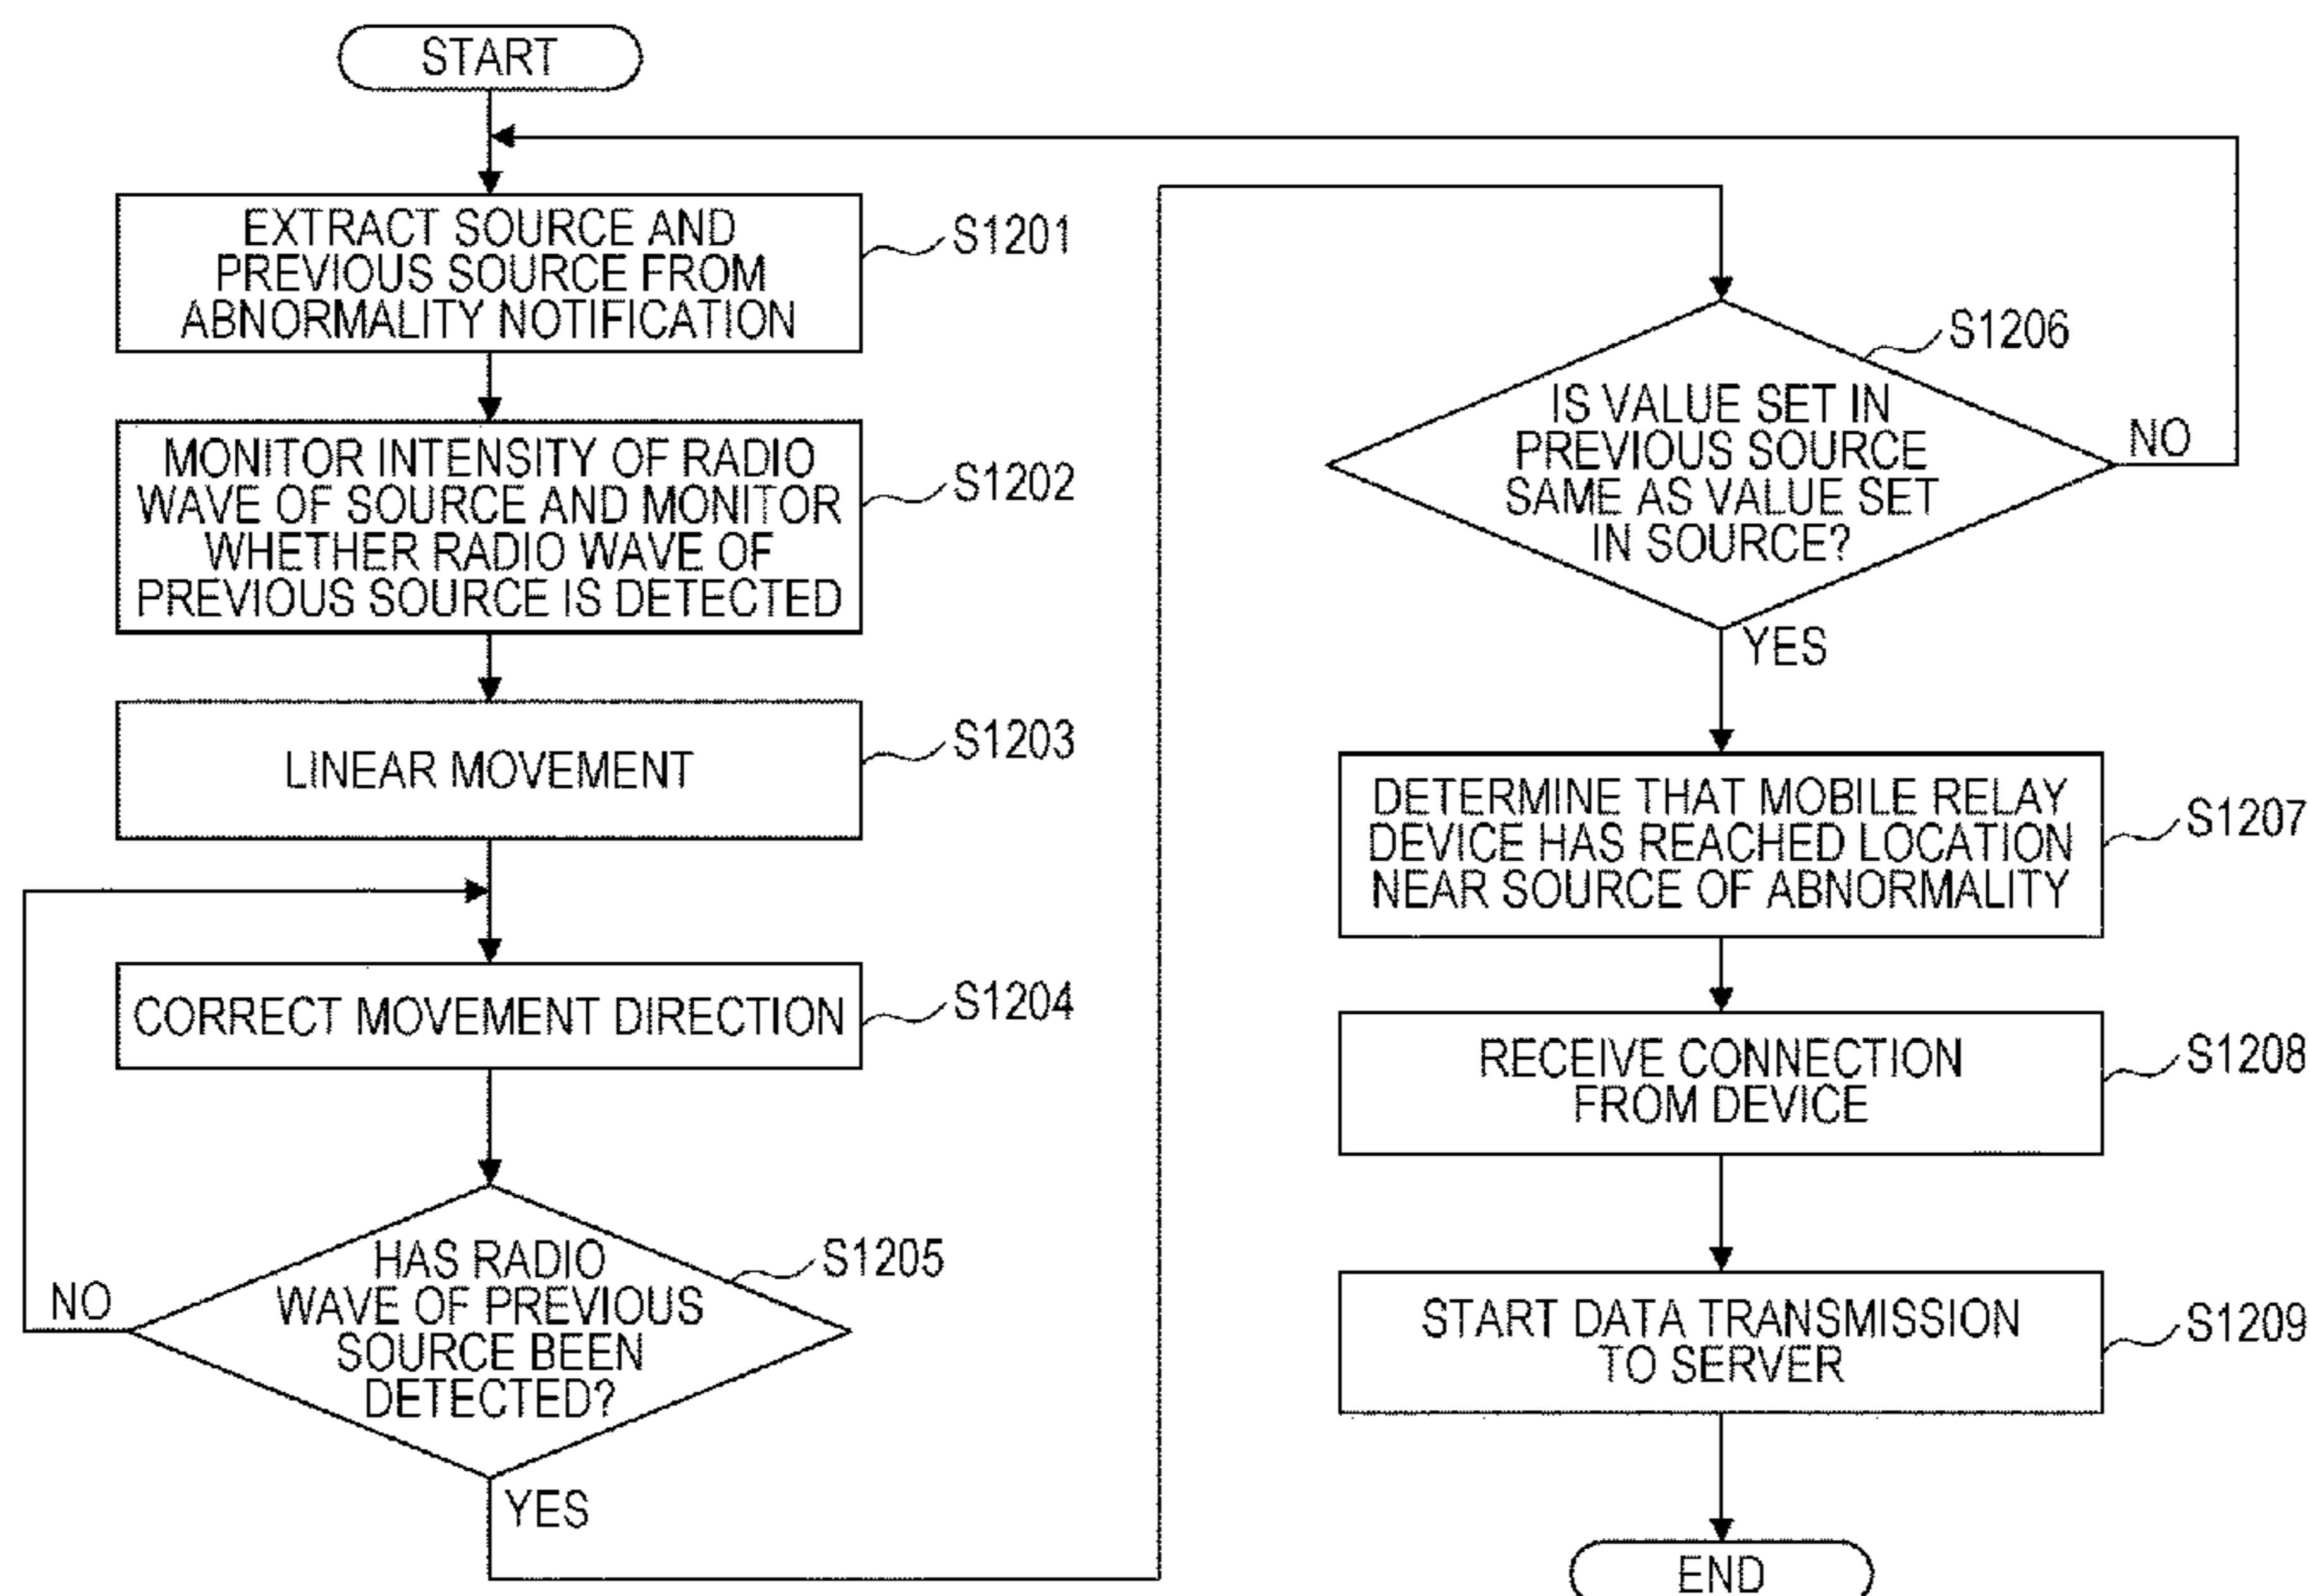 START
EXTRACT SOURCE AND
PREVIOUS SOURCE FROM
ABNORMALITY NOTIFICATION
S1201
MONITOR INTENSITY OF RADIO
WAVE OF SOURCE AND MONITOR
WHETHER RADIO WAVE OF
PREVIOUS SOURCE IS DETECTED
S1202
LINEAR MOVEMENT
S1203
CORRECT MOVEMENT DIRECTION
S1204
HAS RADIO
WAVE OF PREVIOUS
SOURCE BEEN
DETECTED?
S1205
NO
YES
IS VALUE SET IN
PREVIOUS SOURCE
SAME AS VALUE SET
IN SOURCE?
S1206
NO
YES
DETERMINE THAT MOBILE RELAY
DEVICE HAS REACHED LOCATION
NEAR SOURCE OF ABNORMALITY
S1207
RECEIVE CONNECTION
FROM DEVICE
S1208
START DATA TRANSMISSION
TO SERVER
S1209
END